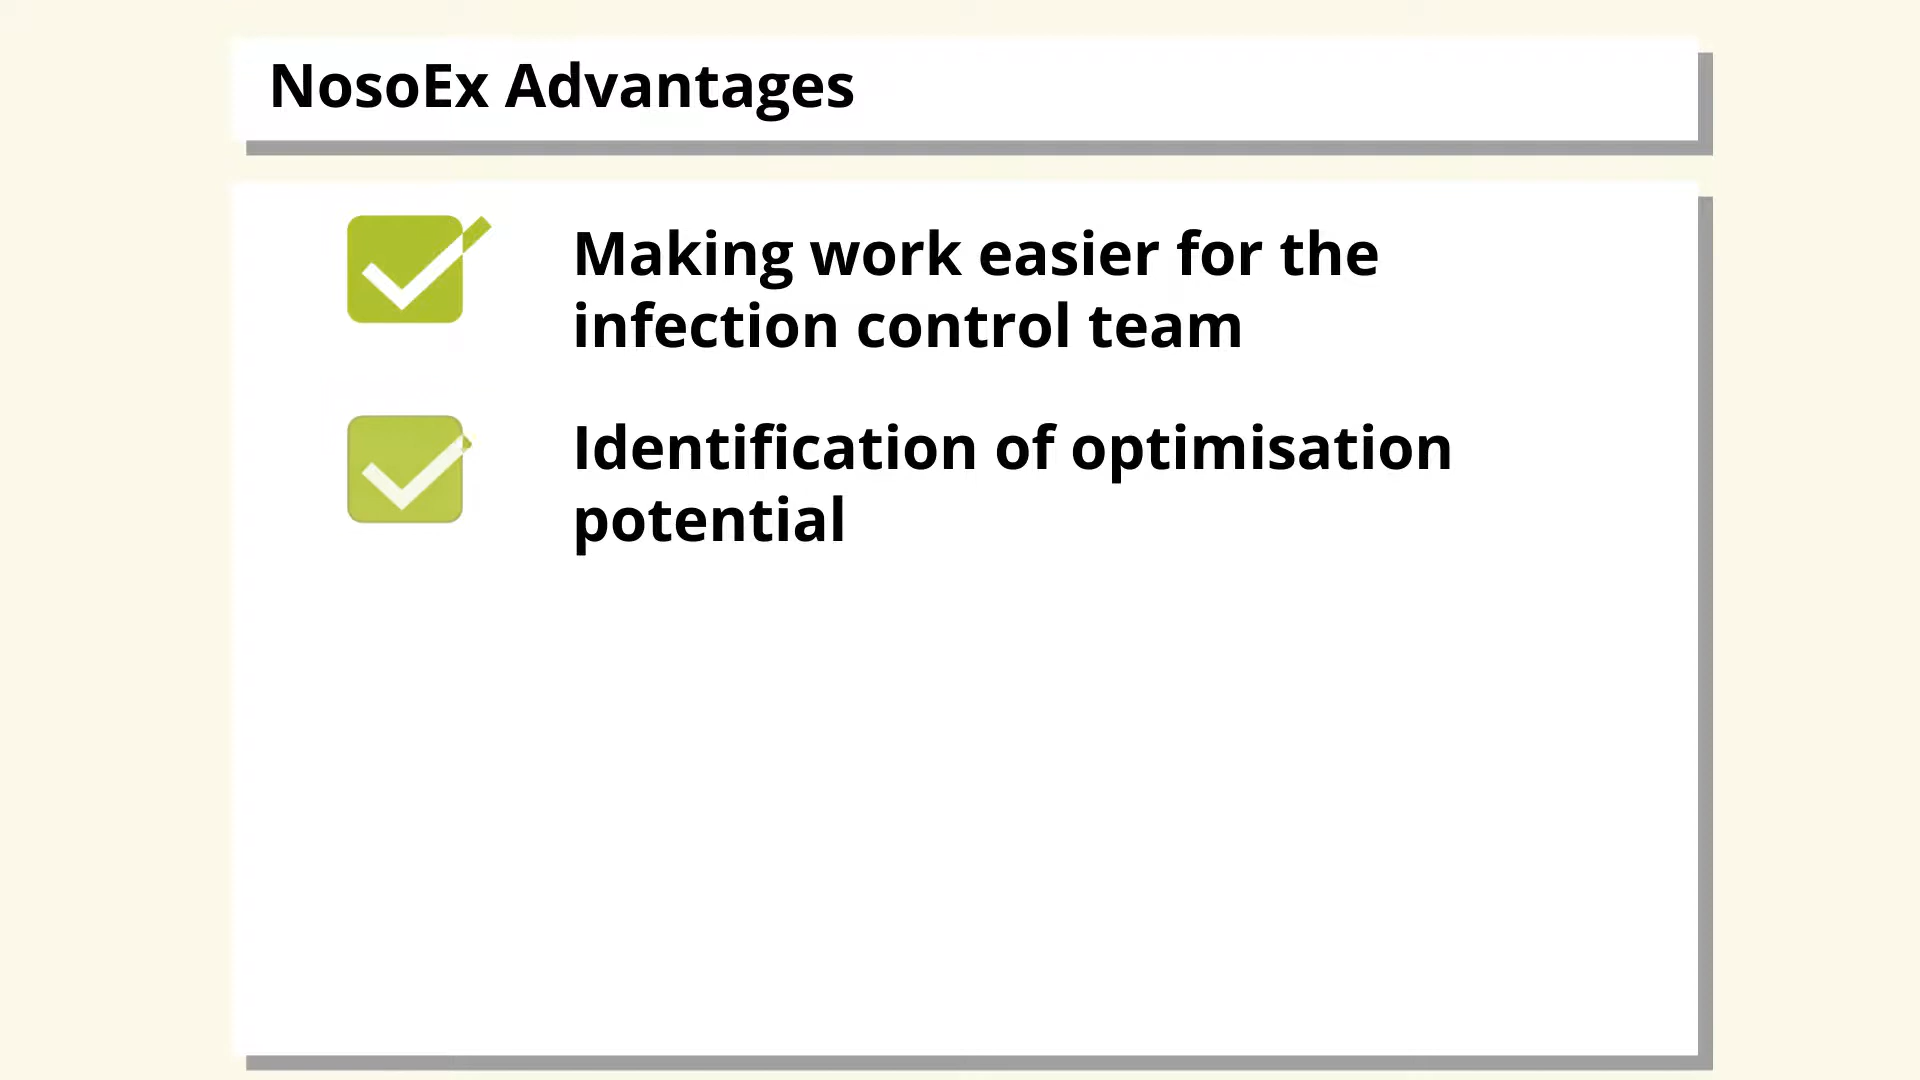 NosoEx Advantages
Making work easier for the
infection control team
Identification of optimisation
potential